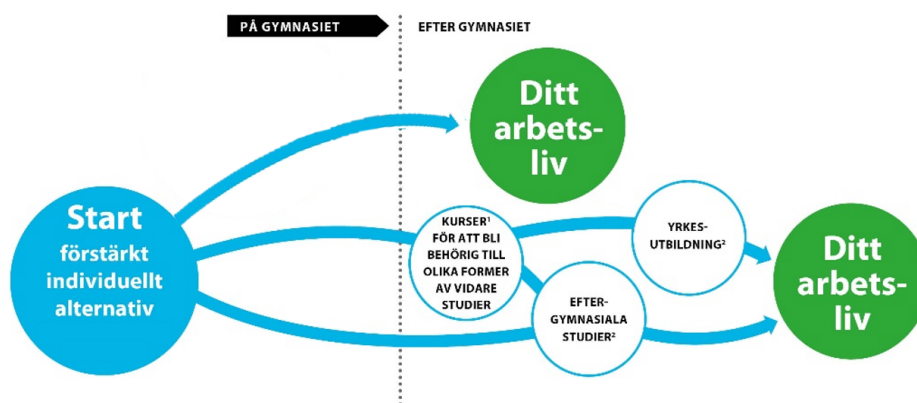 PÅ GYMNASIET
EFTER GYMNASIET
Ditt
arbets-
liv
Start
förstärkt
individuellt
alternativ
KURSER¹
FÖR ATT BLI
BEHÖRIG TILL
OLIKA FORMER
AV VIDARE
STUDIER
YRKES-
UTBILDNING²
EFTER-
GYMNASIALA
STUDIER²
Ditt
arbets-
liv